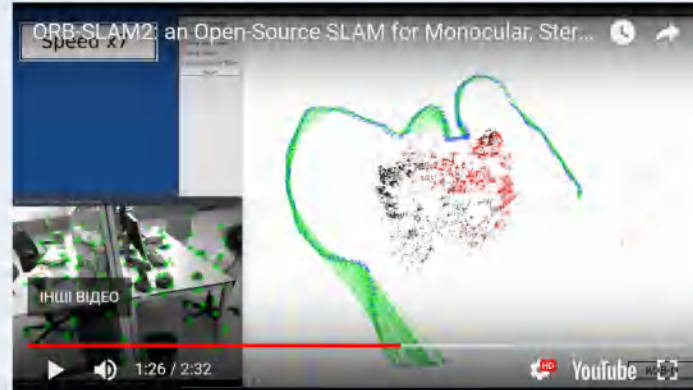 ORB-SLAM2: an Open-Source SLAM for Monocular, Ster...
Speed x7
ІНШІ ВІДЕО
1:26 / 2:32
HD
YouTube